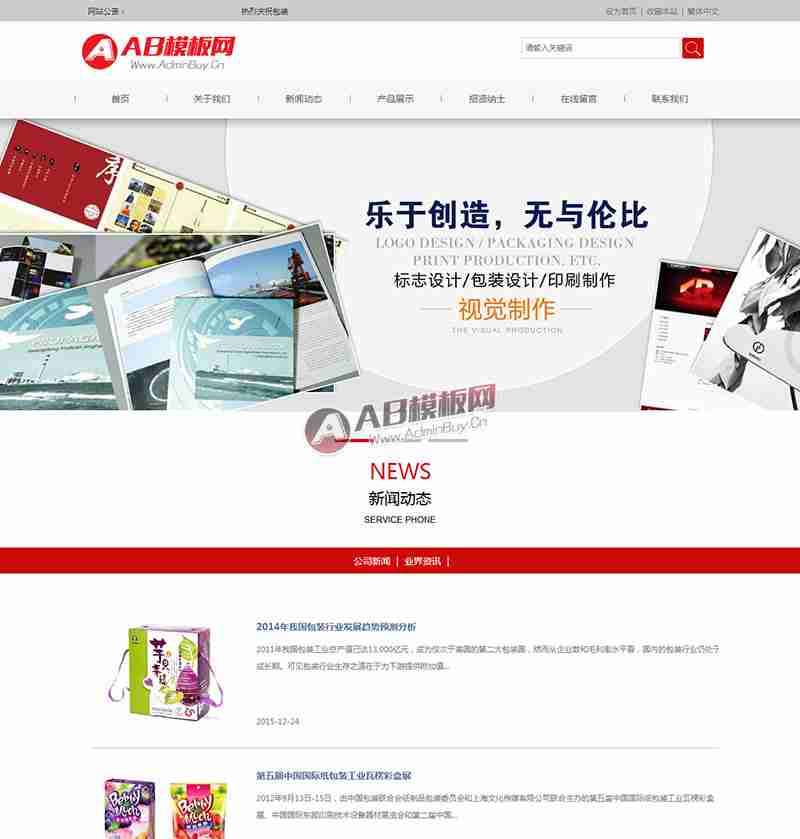 网站公告：
热烈庆祝包装
设为首页 | 收藏本站 | 繁体中文
AB模板网
Www.AdminBuy.Cn
请输入关键词
首页
关于我们
新闻动态
产品展示
招贤纳士
在线留言
联系我们
乐于创造，无与伦比
LOGO DESIGN / PACKAGING DESIGN
PRINT PRODUCTION, ETC.
标志设计/包装设计/印刷制作
视觉制作
THE VISUAL PRODUCTION
AB模板网
Www.AdminBuy.Cn
NEWS
新闻动态
SERVICE PHONE
公司新闻 | 业界资讯 |
2014年我国包装行业发展趋势预测分析
2011年我国包装工业总产值已达13,000亿元，成为仅次于美国的第二大包装国，然而从企业数和毛利率水平看，国内的包装行业仍处于
成长期。可见包装行业生存之道在于为下游提供附加值...
2015-12-24
第五届中国国际纸包装工业瓦楞彩盒展
2012年9月13日-15日，由中国包装联合会纸制品包装委员会和上海文化传媒有限公司联合主办的第五届中国国际纸包装工业瓦楞彩盒
展、中国国际东部印刷技术设备器材展览会和第二届中国...
Berry
Much
Berry
Much